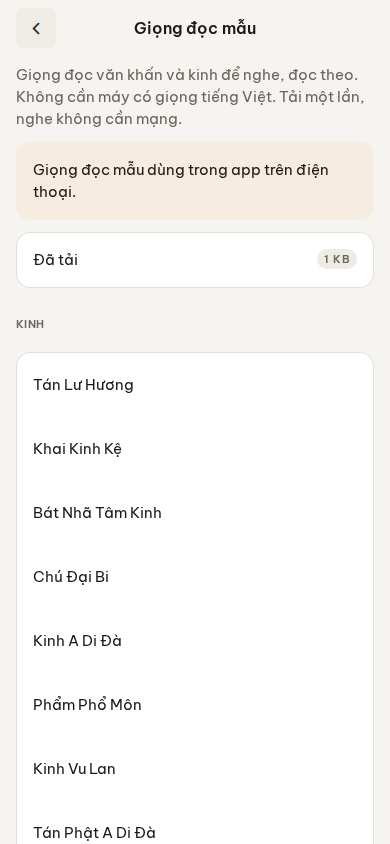 Giọng đọc mẫu
Giọng đọc văn khấn và kinh để nghe, đọc theo.
Không cần máy có giọng tiếng Việt. Tải một lần,
nghe không cần mạng.
Giọng đọc mẫu dùng trong app trên điện
thoại.
Đã tải
1 KB
KINH
Tán Lư Hương
Khai Kinh Kệ
Bát Nhã Tâm Kinh
Chú Đại Bi
Kinh A Di Đà
Phẩm Phổ Môn
Kinh Vu Lan
Tán Phật A Di Đà